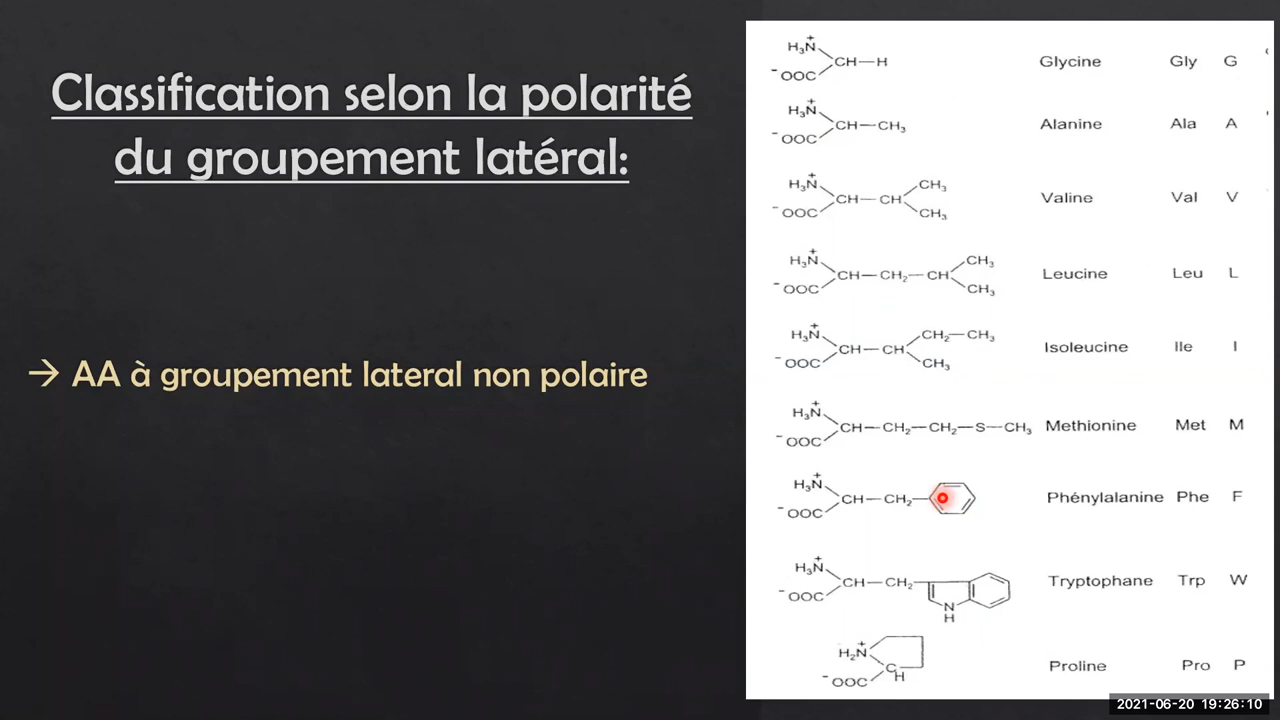 Classification selon la polarité
du groupement latéral:
→ AA à groupement lateral non polaire
H₃N⁺ ⁻OOC CH—H Glycine Gly G
H₃N⁺ ⁻OOC CH—CH₃ Alanine Ala A
H₃N⁺ ⁻OOC CH—CH CH₃ CH₃ Valine Val V
H₃N⁺ ⁻OOC CH—CH₂—CH CH₃ CH₃ Leucine Leu L
H₃N⁺ ⁻OOC CH—CH CH₂—CH₃ CH₃ Isoleucine Ile I
H₃N⁺ ⁻OOC CH—CH₂—CH₂—S—CH₃ Methionine Met M
H₃N⁺ ⁻OOC CH—CH₂ Phénylalanine Phe F
H₃N⁺ ⁻OOC CH—CH₂ N H Tryptophane Trp W
H₂N⁺ ⁻OOC C H Proline Pro P
2021-06-20 19:26:10